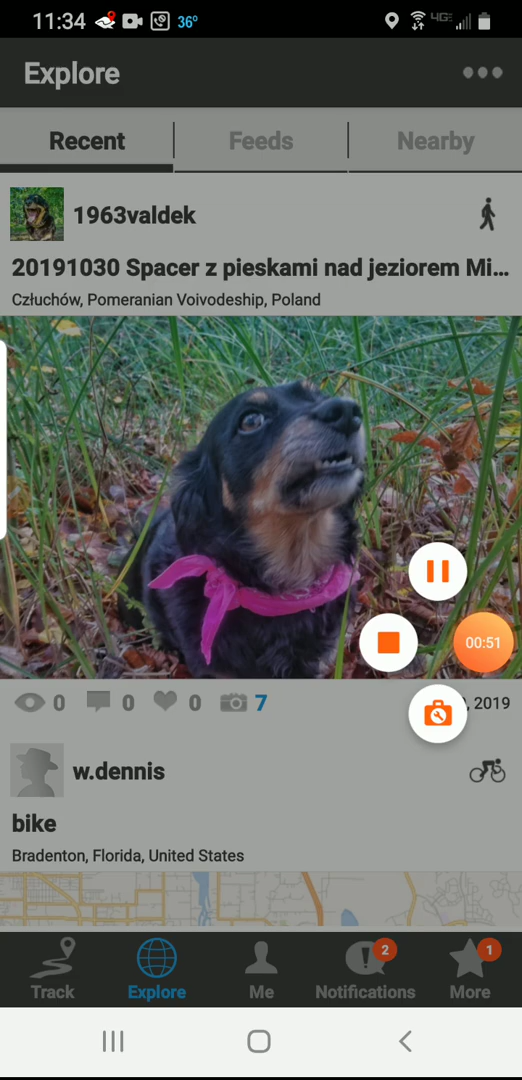 11:34 36° 4GE
Explore
Recent Feeds Nearby
1963valdek
20191030 Spacer z pieskami nad jeziorem Mi...
Człuchów, Pomeranian Voivodeship, Poland
00:51
0 0 0 7 , 2019
w.dennis
bike
Bradenton, Florida, United States
2 1
Track Explore Me Notifications More